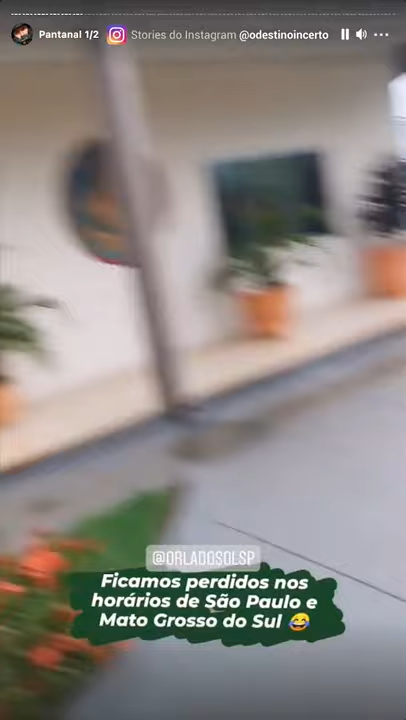 Pantanal 1/2 Stories do Instagram @odestinoincerto
@ORLADOSOLSP
Ficamos perdidos nos
horários de São Paulo e
Mato Grosso do Sul 😂